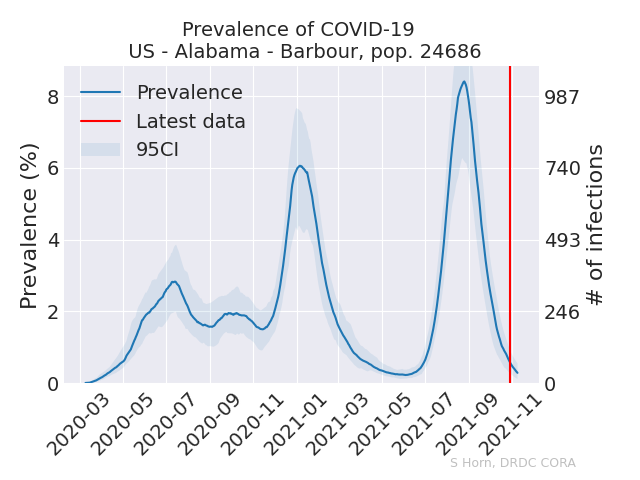 Prevalence of COVID-19
US - Alabama - Barbour, pop. 24686
Prevalence
Latest data
95CI
Prevalence (%)
8
6
4
2
0
987
740
493
246
0
# of infections
2020-03
2020-05
2020-07
2020-09
2020-11
2021-01
2021-03
2021-05
2021-07
2021-09
2021-11
S Horn, DRDC CORA